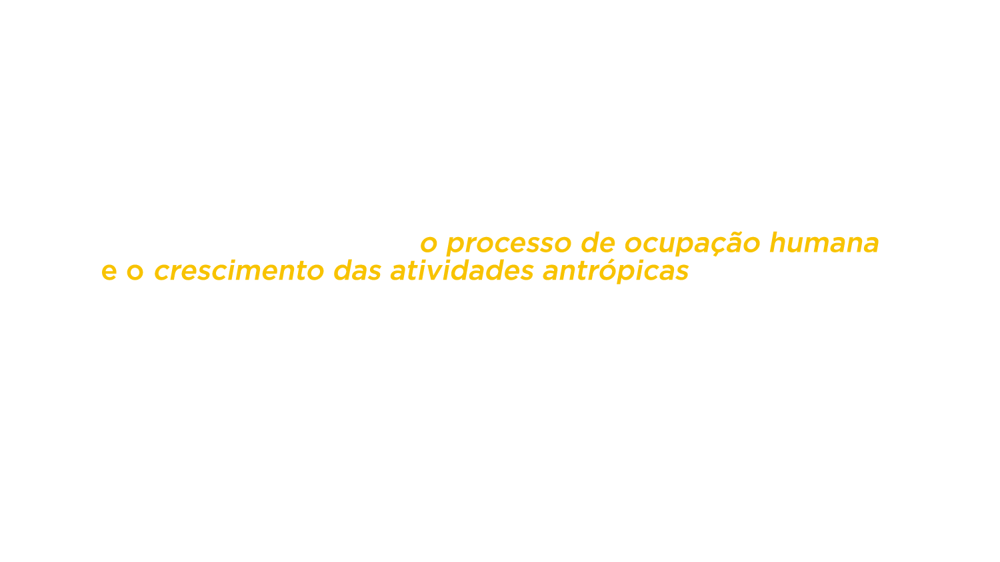 o processo de ocupação humana
e o crescimento das atividades antrópicas